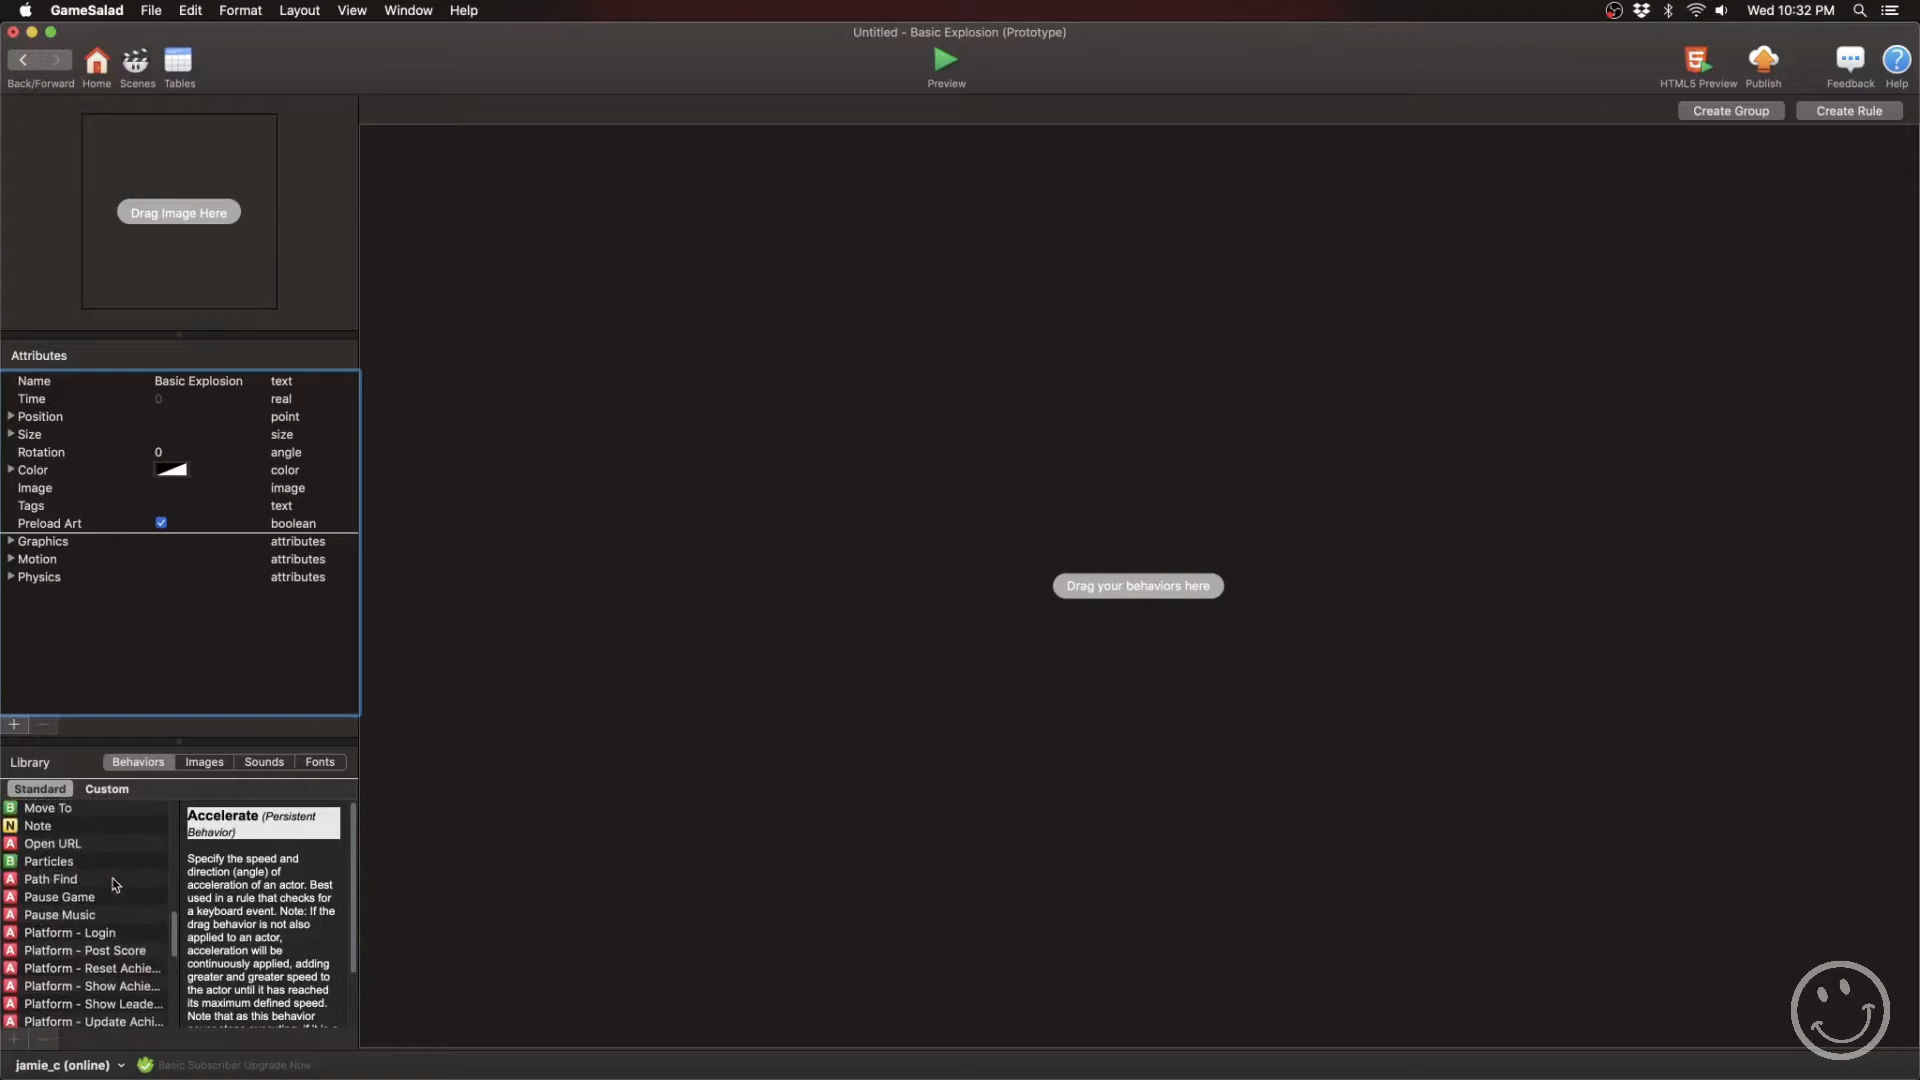 GameSalad File Edit Format Layout View Window Help Wed 10:32 PM
Untitled - Basic Explosion (Prototype)
Back/Forward Home Scenes Tables Preview HTML5 Preview Publish Feedback Help
Create Group Create Rule
Drag Image Here
Attributes
Name Basic Explosion text
Time 0 real
Position point
Size size
Rotation 0 angle
Color color
Image image
Tags text
Preload Art boolean
Graphics attributes
Motion attributes
Physics attributes
Drag your behaviors here
Library Behaviors Images Sounds Fonts
Standard Custom
B Move To
N Note
A Open URL
B Particles
A Path Find
A Pause Game
A Pause Music
A Platform - Login
A Platform - Post Score
A Platform - Reset Achie...
A Platform - Show Achie...
A Platform - Show Leade...
A Platform - Update Achi...
Accelerate (Persistent
Behavior)
Specify the speed and
direction (angle) of
acceleration of an actor. Best
used in a rule that checks for
a keyboard event. Note: If the
drag behavior is not also
applied to an actor,
acceleration will be
continuously applied, adding
greater and greater speed to
the actor until it has reached
its maximum defined speed.
Note that as this behavior
jamie_c (online) Basic Subscriber Upgrade Now